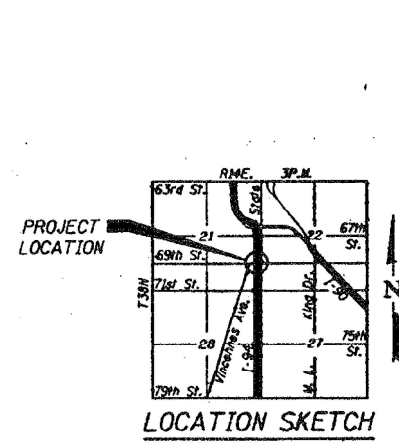 R14E. 3P.M.
63rd St.
State
PROJECT
LOCATION
21
22
67th
St.
69th St.
71st St.
T38N
King Dr.
I-90
N
28
Vincennes Ave.
I-94
27
75th
St.
M. L.
79th St.
LOCATION SKETCH